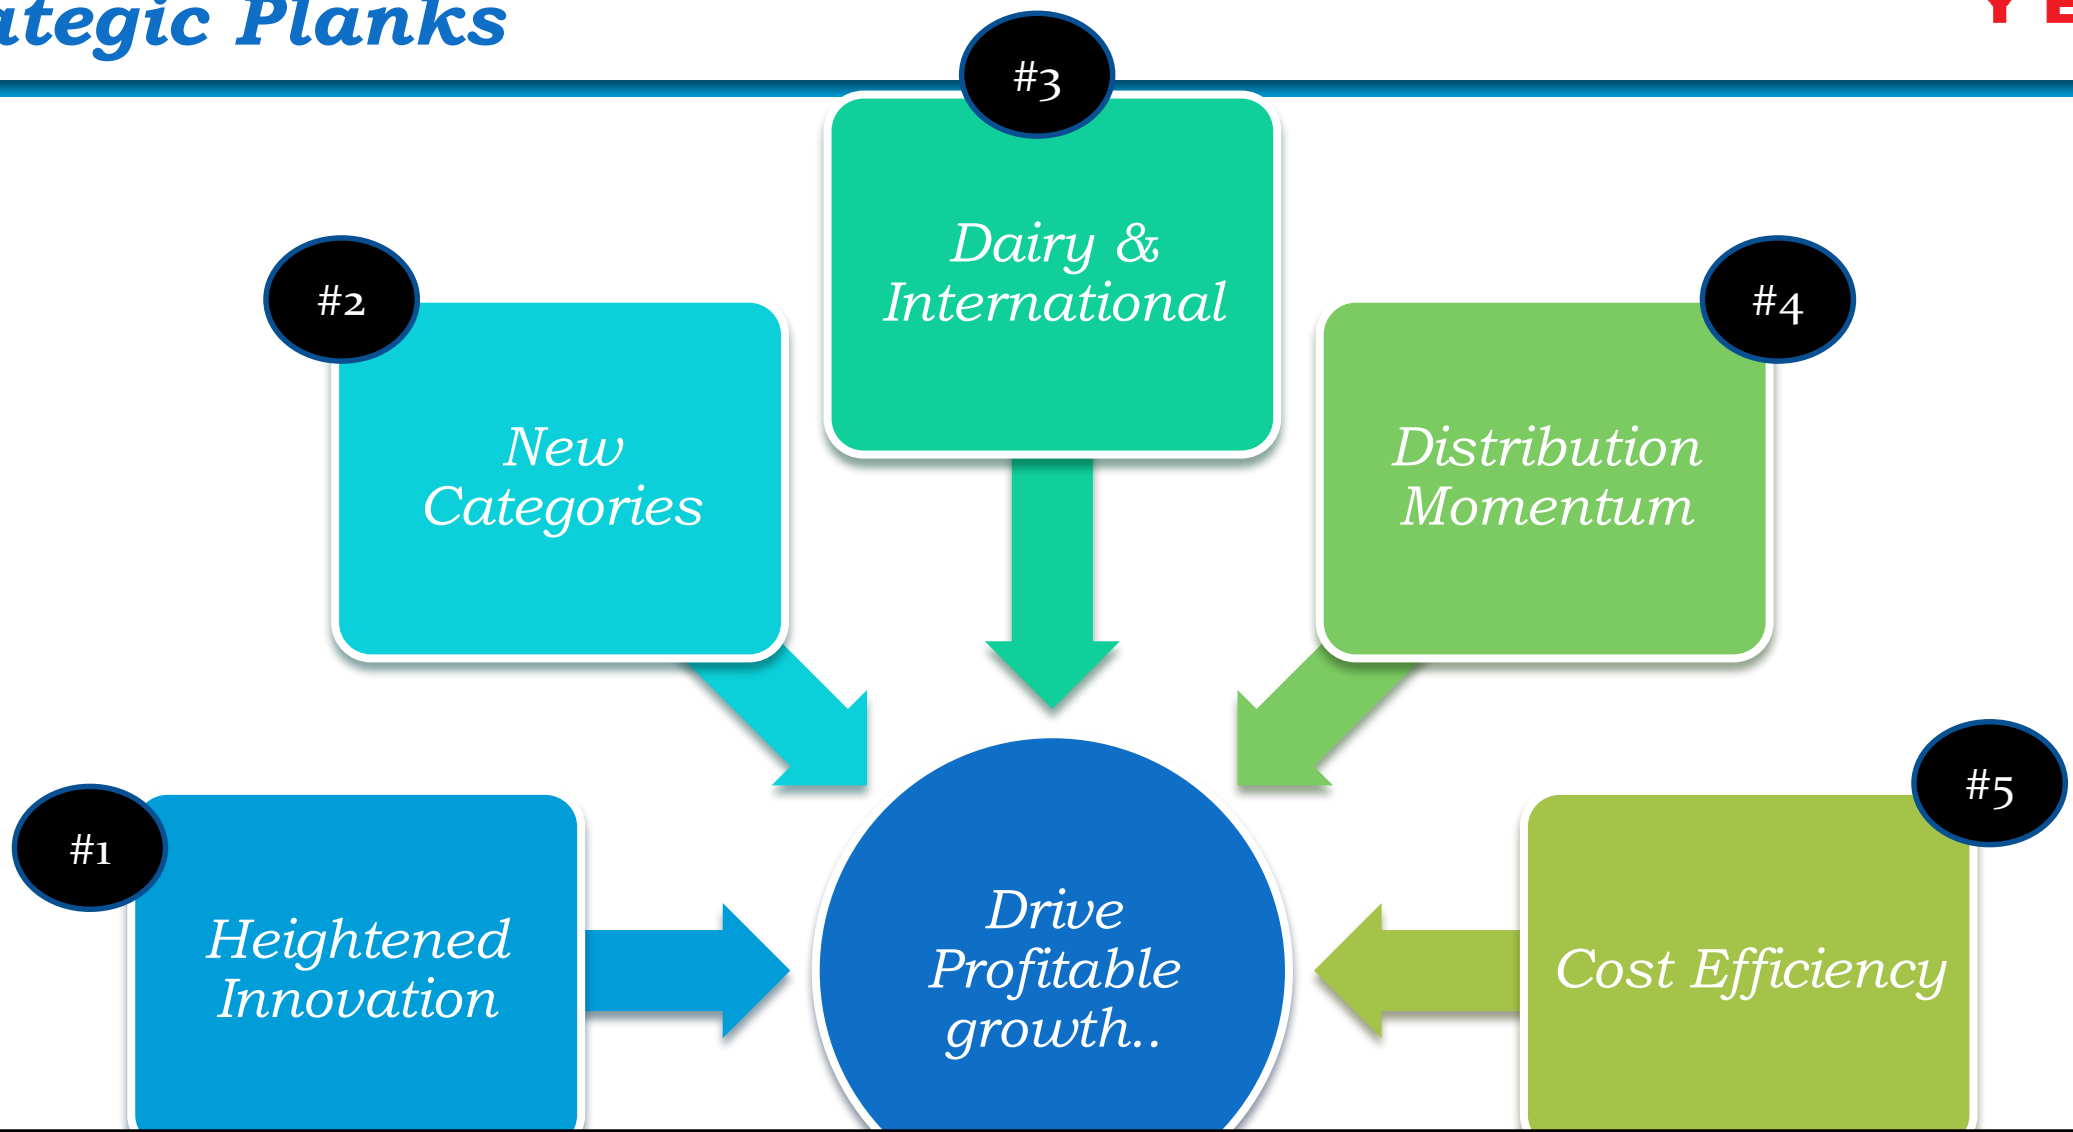 ategic Planks
YE
#3
Dairy &
International
#2
New
Categories
#4
Distribution
Momentum
#1
Heightened
Innovation
Drive
Profitable
growth..
#5
Cost Efficiency